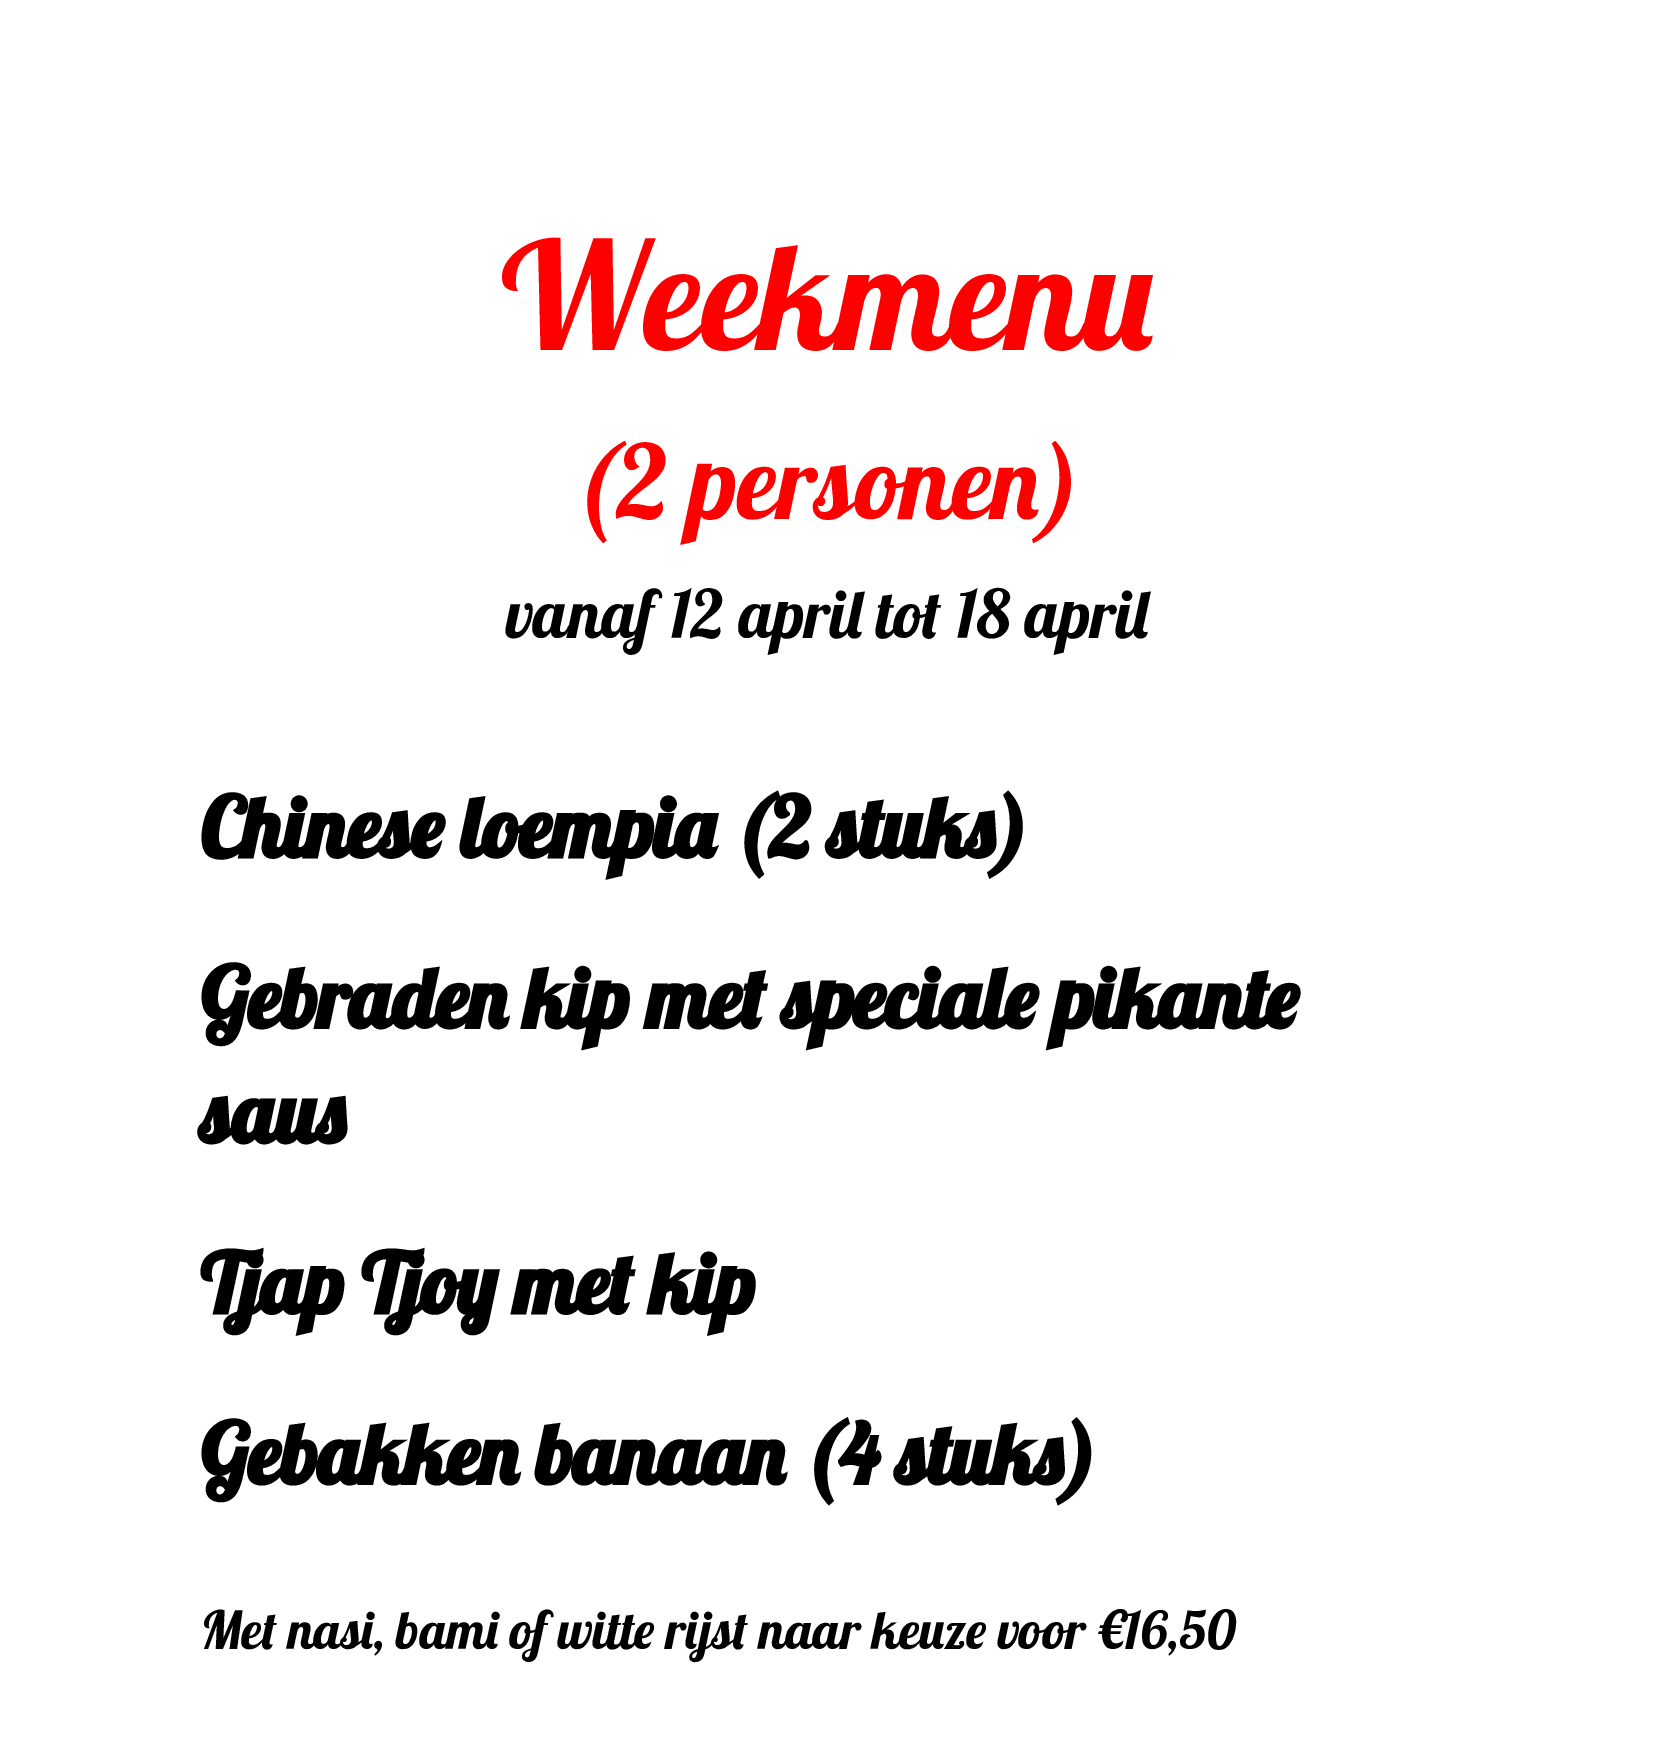 Weekmenu
(2 personen)
vanaf 12 april tot 18 april
Chinese loempia (2 stuks)
Gebraden kip met speciale pikante
saus
Tjap Tjoy met kip
Gebakken banaan (4 stuks)
Met nasi, bami of witte rijst naar keuze voor €16,50